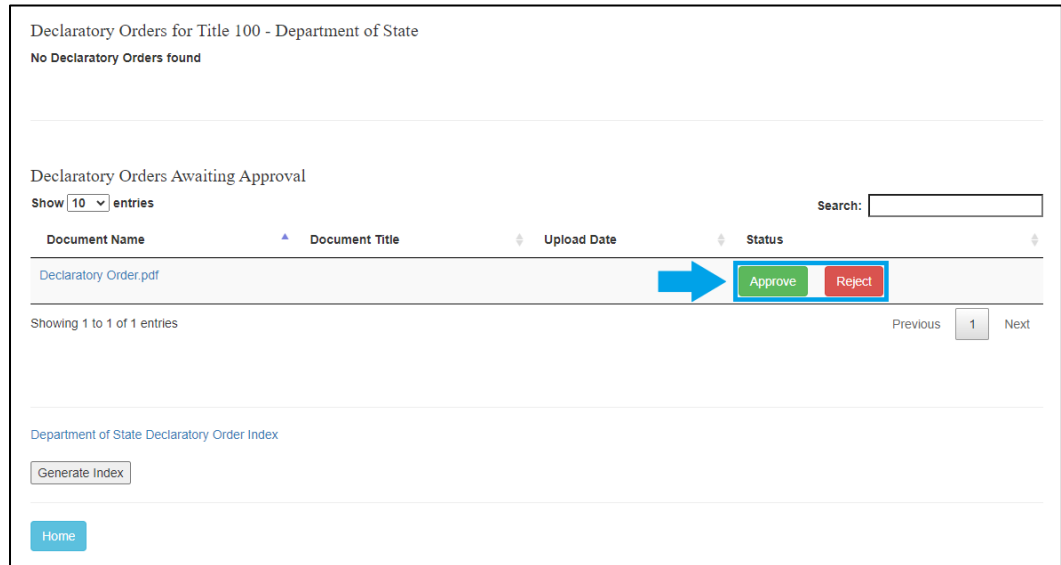 Declaratory Orders for Title 100 - Department of State
No Declaratory Orders found
Declaratory Orders Awaiting Approval
Show 10 entries
Search:
Document Name Document Title Upload Date Status
Declaratory Order.pdf Approve Reject
Showing 1 to 1 of 1 entries Previous 1 Next
Department of State Declaratory Order Index
Generate Index
Home